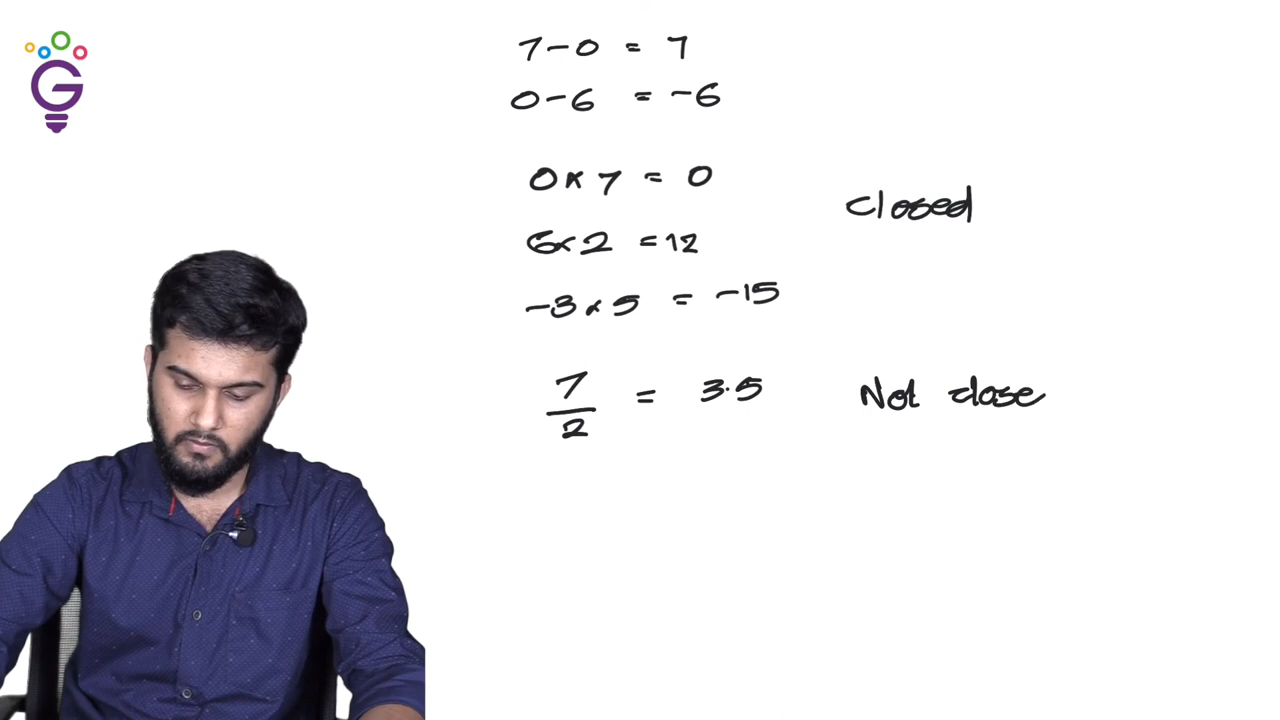 7-0 = 7
0-6 = -6
0×7 = 0
closed
6×2 = 12
-3×5 = -15
7/2 = 3.5 Not close
G